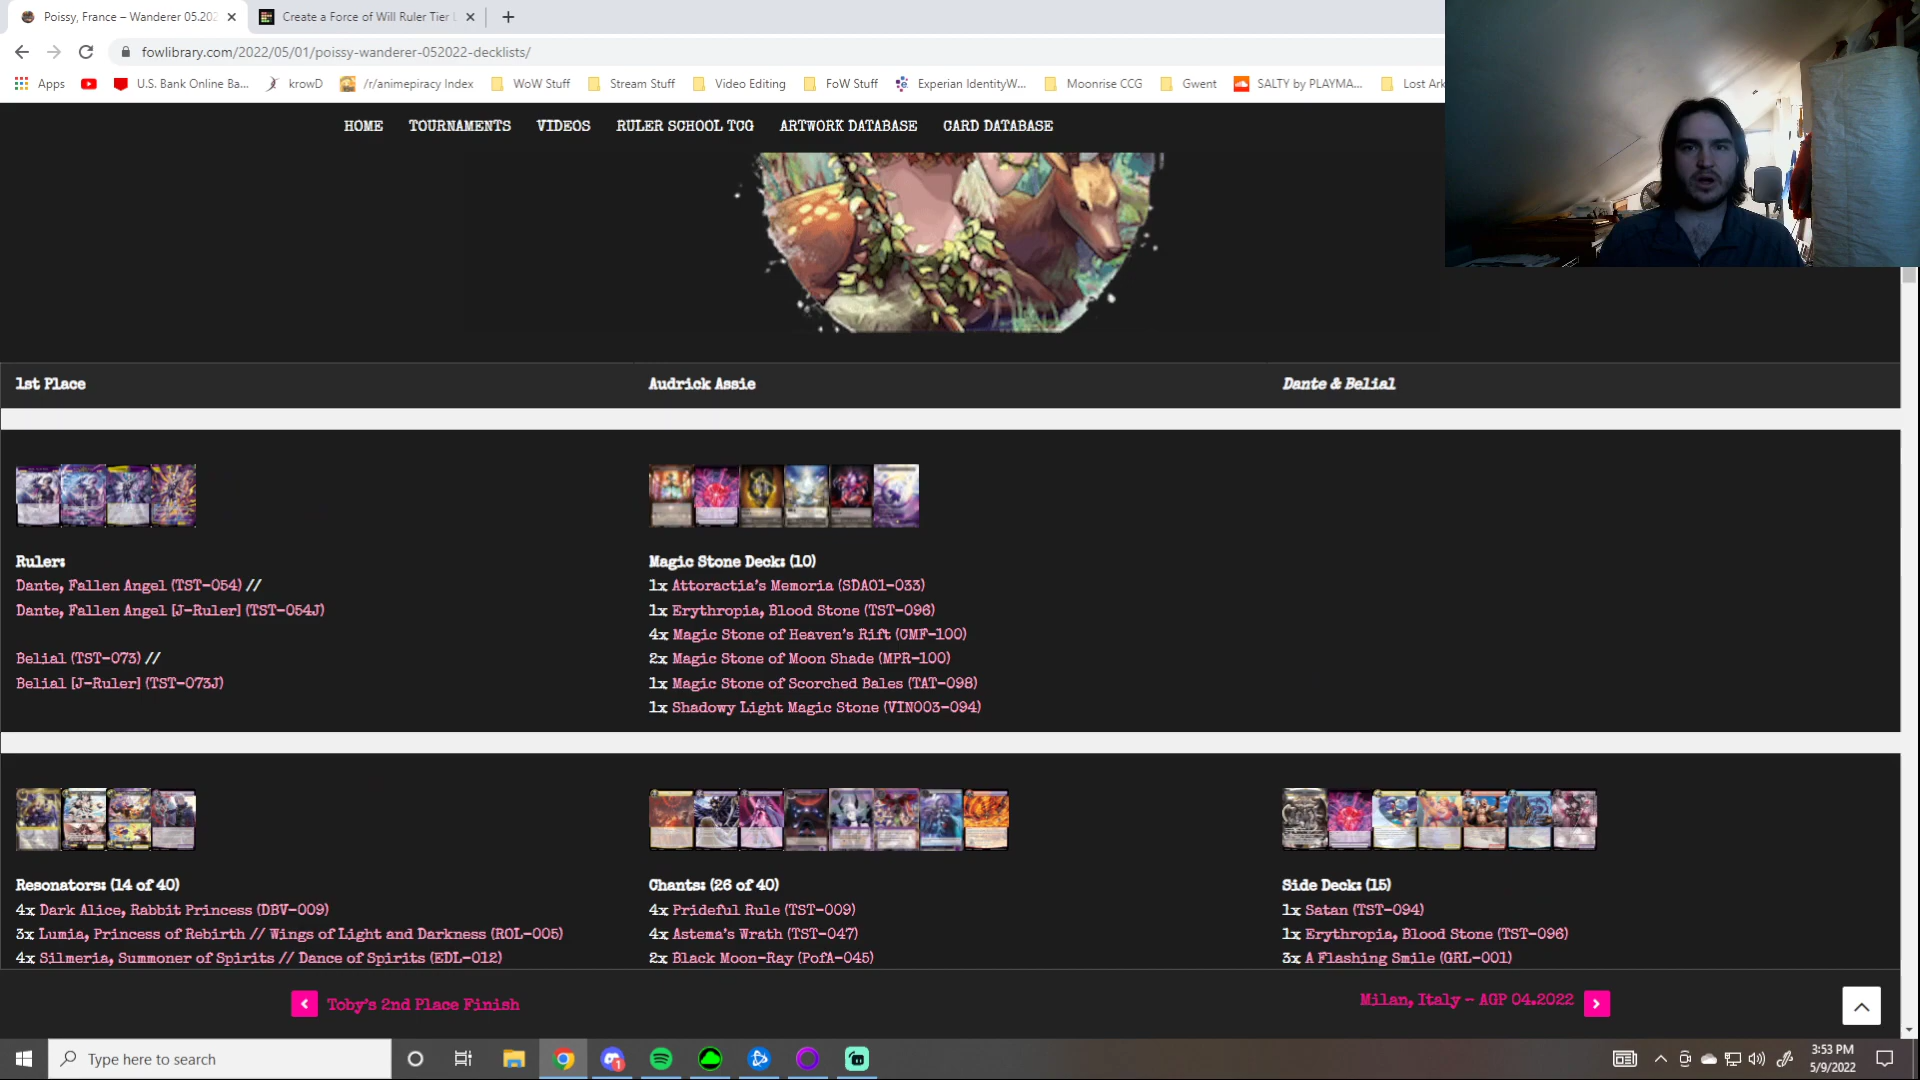 Poissy, France – Wanderer 05.202
Create a Force of Will Ruler Tier
fowlibrary.com/2022/05/01/poissy-wanderer-052022-decklists/
Apps
U.S. Bank Online Ba...
krowD
/r/animepiracy Index
WoW Stuff
Stream Stuff
Video Editing
FoW Stuff
Experian IdentityW...
Moonrise CCG
Gwent
SALTY by PLAYMA...
Lost Ark
HOME
TOURNAMENTS
VIDEOS
RULER SCHOOL TCG
ARTWORK DATABASE
CARD DATABASE
1st Place
Audrick Assie
Dante & Belial
Ruler:
Dante, Fallen Angel (TST-054) //
Dante, Fallen Angel [J-Ruler] (TST-054J)
Belial (TST-073) //
Belial [J-Ruler] (TST-073J)
Magic Stone Deck: (10)
1x Attoractia's Memoria (SDAO1-033)
1x Erythropia, Blood Stone (TST-096)
4x Magic Stone of Heaven's Rift (CMF-100)
2x Magic Stone of Moon Shade (MPR-100)
1x Magic Stone of Scorched Bales (TAT-098)
1x Shadowy Light Magic Stone (VIN003-094)
Resonators: (14 of 40)
4x Dark Alice, Rabbit Princess (DBV-009)
3x Lumia, Princess of Rebirth // Wings of Light and Darkness (ROL-005)
4x Silmeria, Summoner of Spirits // Dance of Spirits (EDL-012)
Chants: (26 of 40)
4x Prideful Rule (TST-009)
4x Astema's Wrath (TST-047)
2x Black Moon-Ray (PofA-045)
Side Deck: (15)
1x Satan (TST-094)
1x Erythropia, Blood Stone (TST-096)
3x A Flashing Smile (GRL-001)
Toby's 2nd Place Finish
Milan, Italy – AGP 04.2022
Type here to search
3:53 PM
5/9/2022